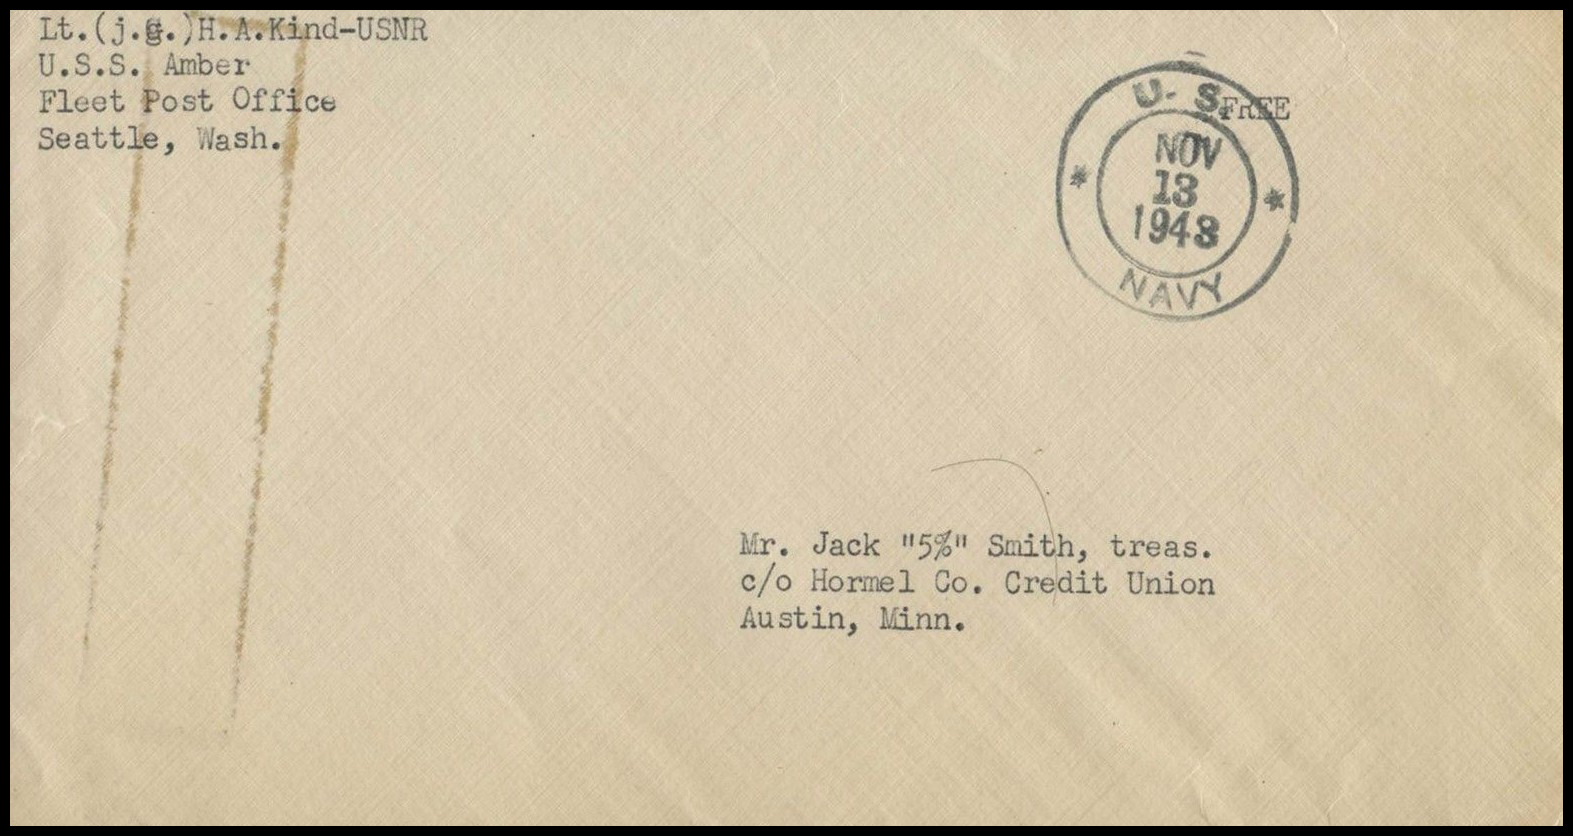 Lt.(j.g.)H.A.Kind-USNR
U.S.S. Amber
Fleet Post Office
Seattle, Wash.
U. S.
FREE
NOV
13
1943
NAVY
Mr. Jack "5%" Smith, treas.
c/o Hormel Co. Credit Union
Austin, Minn.